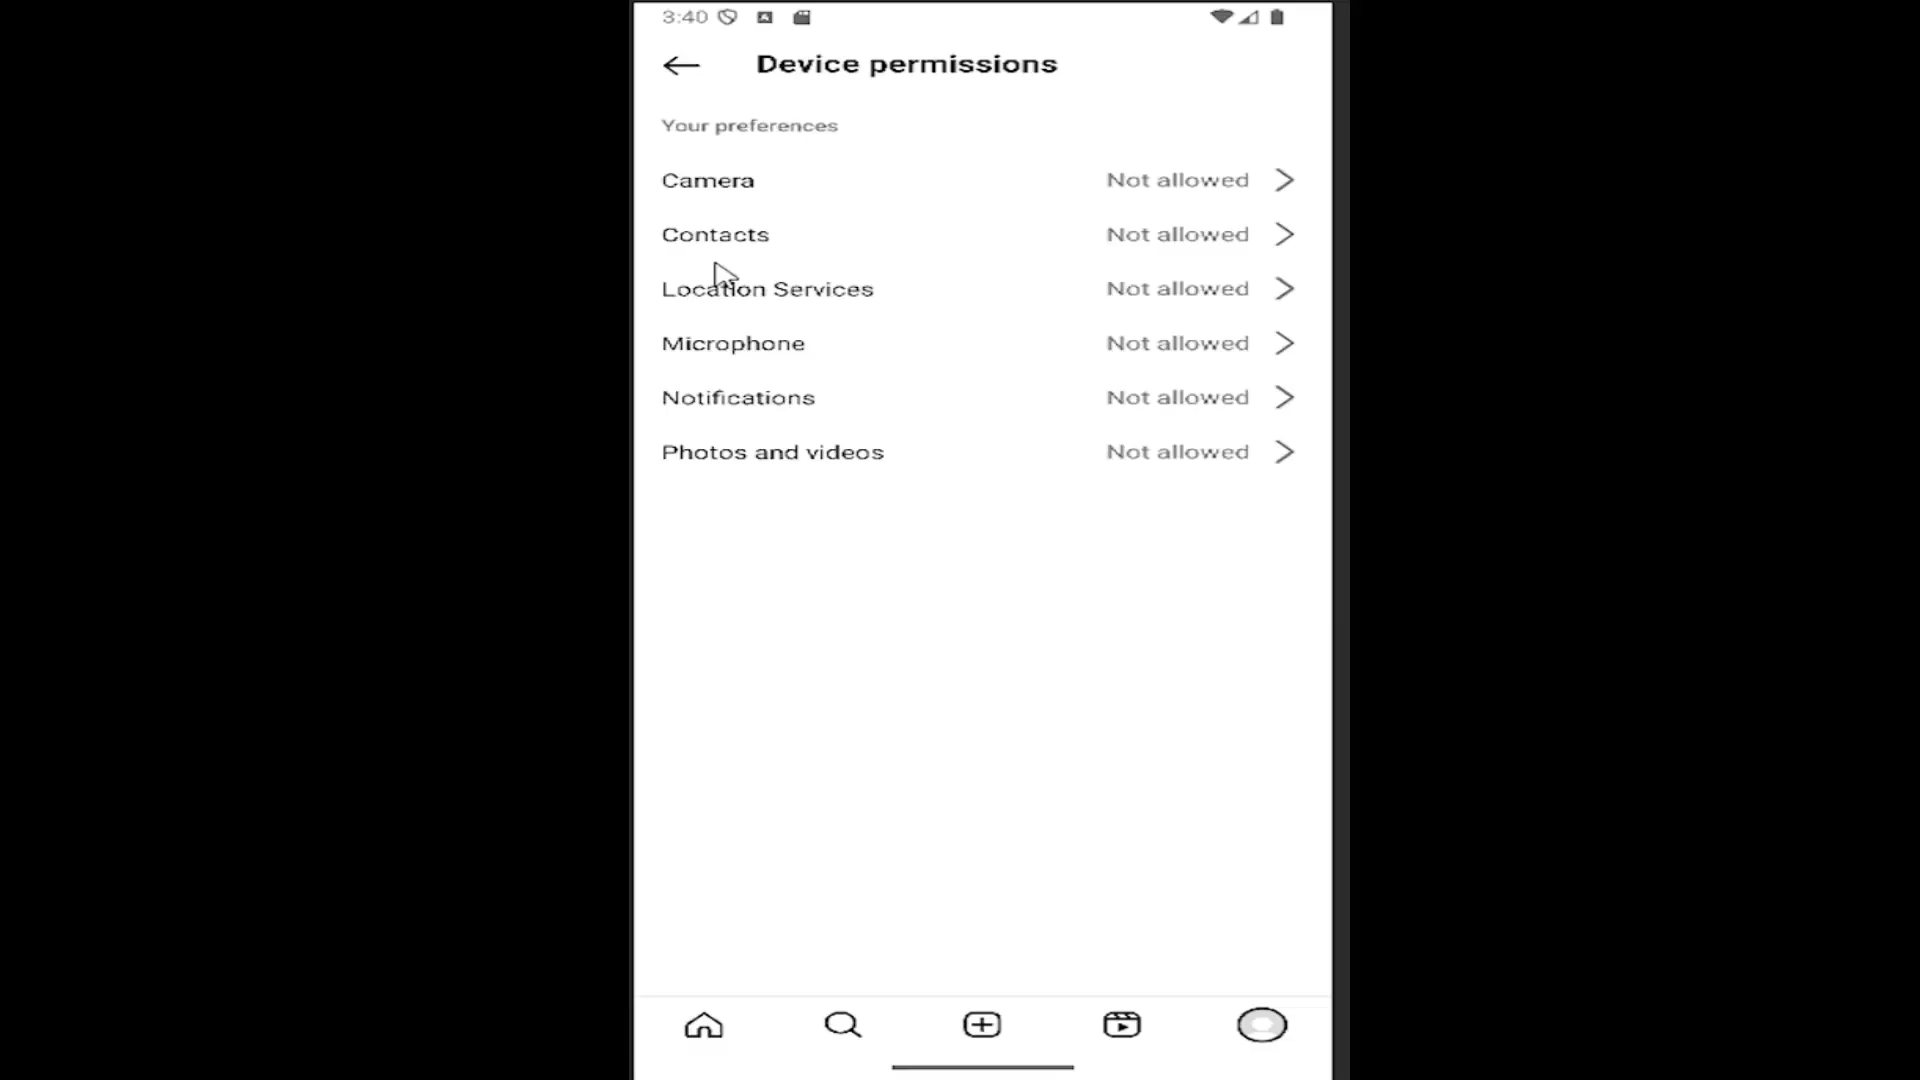 3:40
Device permissions
Your preferences
Camera Not allowed
Contacts Not allowed
Location Services Not allowed
Microphone Not allowed
Notifications Not allowed
Photos and videos Not allowed